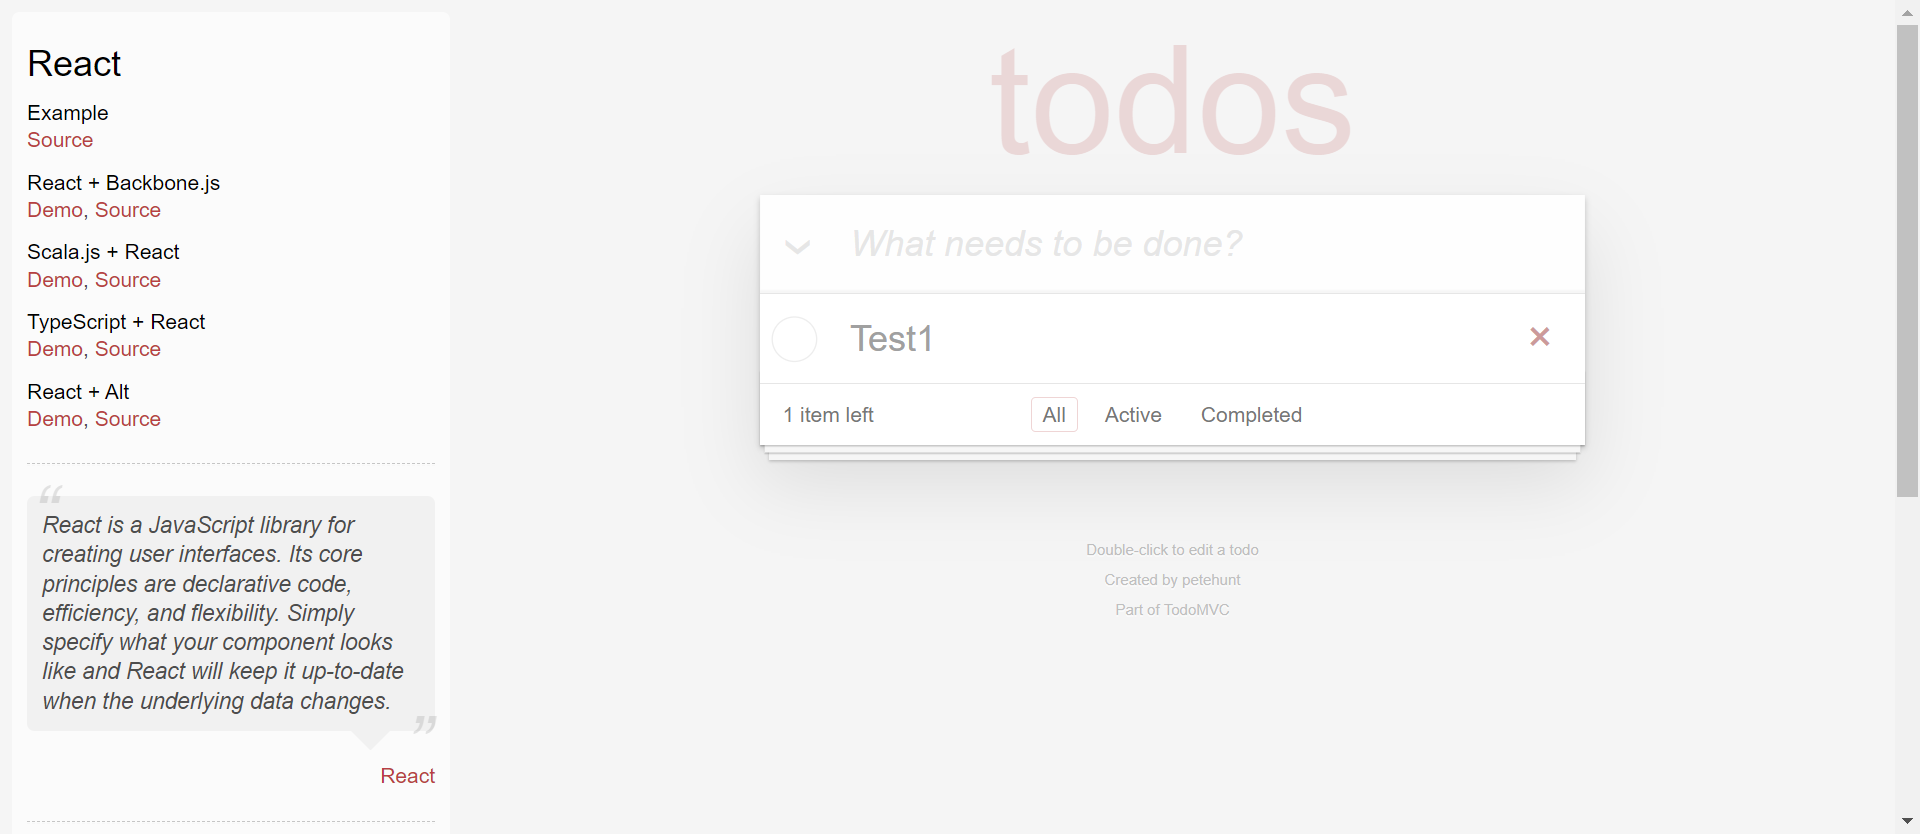 React
Example
Source
React + Backbone.js
Demo, Source
Scala.js + React
Demo, Source
TypeScript + React
Demo, Source
React + Alt
Demo, Source
“
React is a JavaScript library for
creating user interfaces. Its core
principles are declarative code,
efficiency, and flexibility. Simply
specify what your component looks
like and React will keep it up-to-date
when the underlying data changes.
”
React
todos
What needs to be done?
Test1
1 item left All Active Completed
Double-click to edit a todo
Created by petehunt
Part of TodoMVC